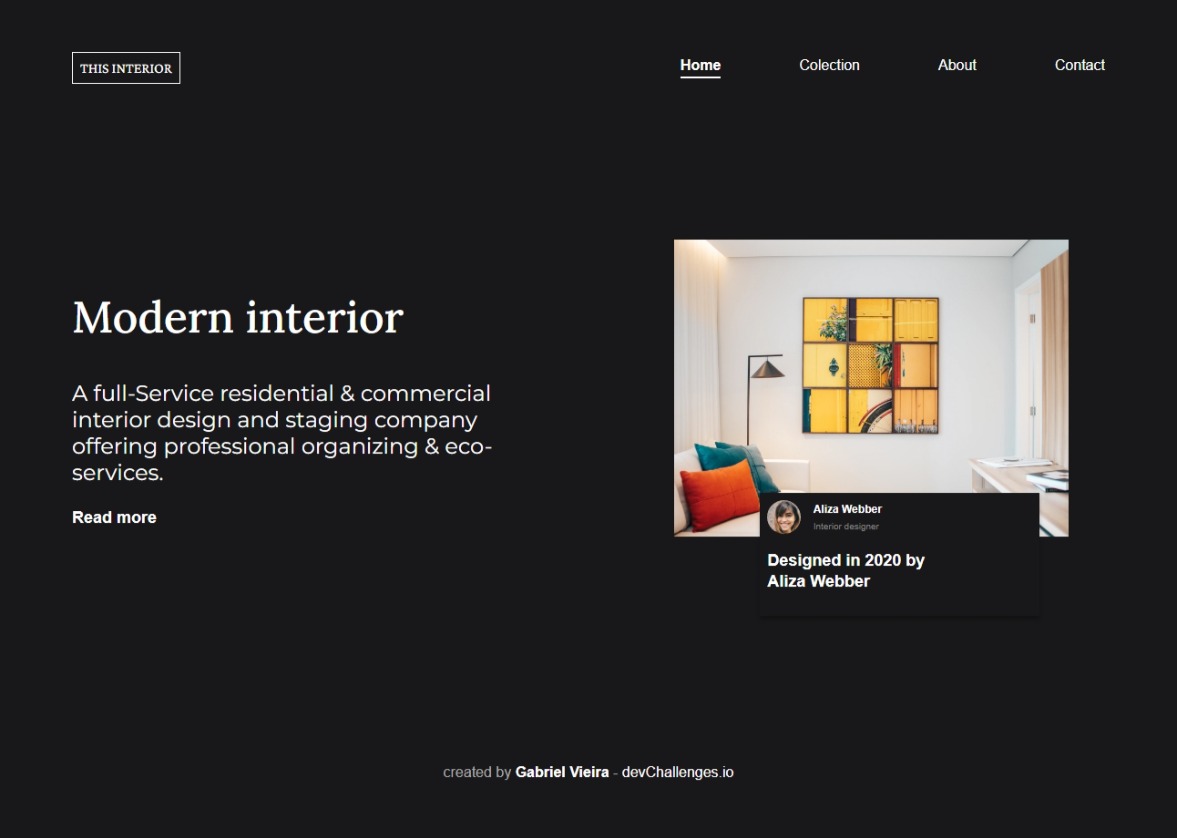 THIS INTERIOR
Home
Colection
About
Contact
Modern interior
A full-Service residential & commercial
interior design and staging company
offering professional organizing & eco-
services.
Read more
Aliza Webber
Interior designer
Designed in 2020 by
Aliza Webber
created by Gabriel Vieira - devChallenges.io